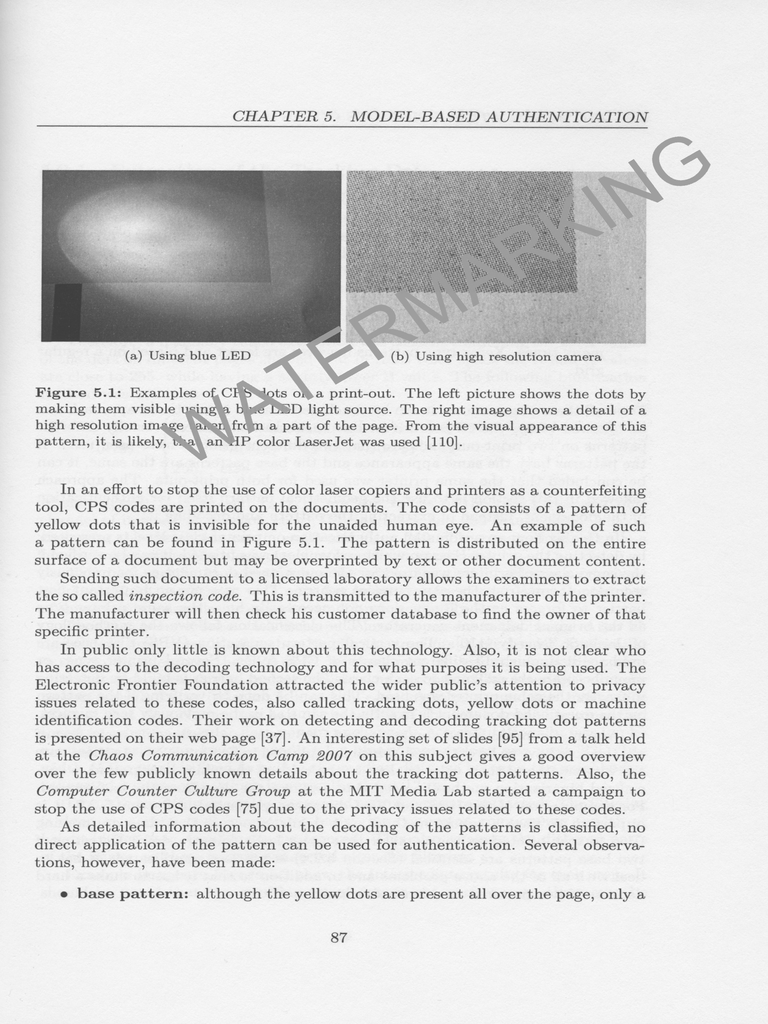 CHAPTER 5. MODEL-BASED AUTHENTICATION
WATERMARKING
(a) Using blue LED
(b) Using high resolution camera
Figure 5.1: Examples of CPS dots on a print-out. The left picture shows the dots by
making them visible using a blue LED light source. The right image shows a detail of a
high resolution image taken from a part of the page. From the visual appearance of this
pattern, it is likely, that an HP color LaserJet was used [110].
In an effort to stop the use of color laser copiers and printers as a counterfeiting
tool, CPS codes are printed on the documents. The code consists of a pattern of
yellow dots that is invisible for the unaided human eye. An example of such
a pattern can be found in Figure 5.1. The pattern is distributed on the entire
surface of a document but may be overprinted by text or other document content.
Sending such document to a licensed laboratory allows the examiners to extract
the so called inspection code. This is transmitted to the manufacturer of the printer.
The manufacturer will then check his customer database to find the owner of that
specific printer.
In public only little is known about this technology. Also, it is not clear who
has access to the decoding technology and for what purposes it is being used. The
Electronic Frontier Foundation attracted the wider public's attention to privacy
issues related to these codes, also called tracking dots, yellow dots or machine
identification codes. Their work on detecting and decoding tracking dot patterns
is presented on their web page [37]. An interesting set of slides [95] from a talk held
at the Chaos Communication Camp 2007 on this subject gives a good overview
over the few publicly known details about the tracking dot patterns. Also, the
Computer Counter Culture Group at the MIT Media Lab started a campaign to
stop the use of CPS codes [75] due to the privacy issues related to these codes.
As detailed information about the decoding of the patterns is classified, no
direct application of the pattern can be used for authentication. Several observa-
tions, however, have been made:
• base pattern: although the yellow dots are present all over the page, only a
87